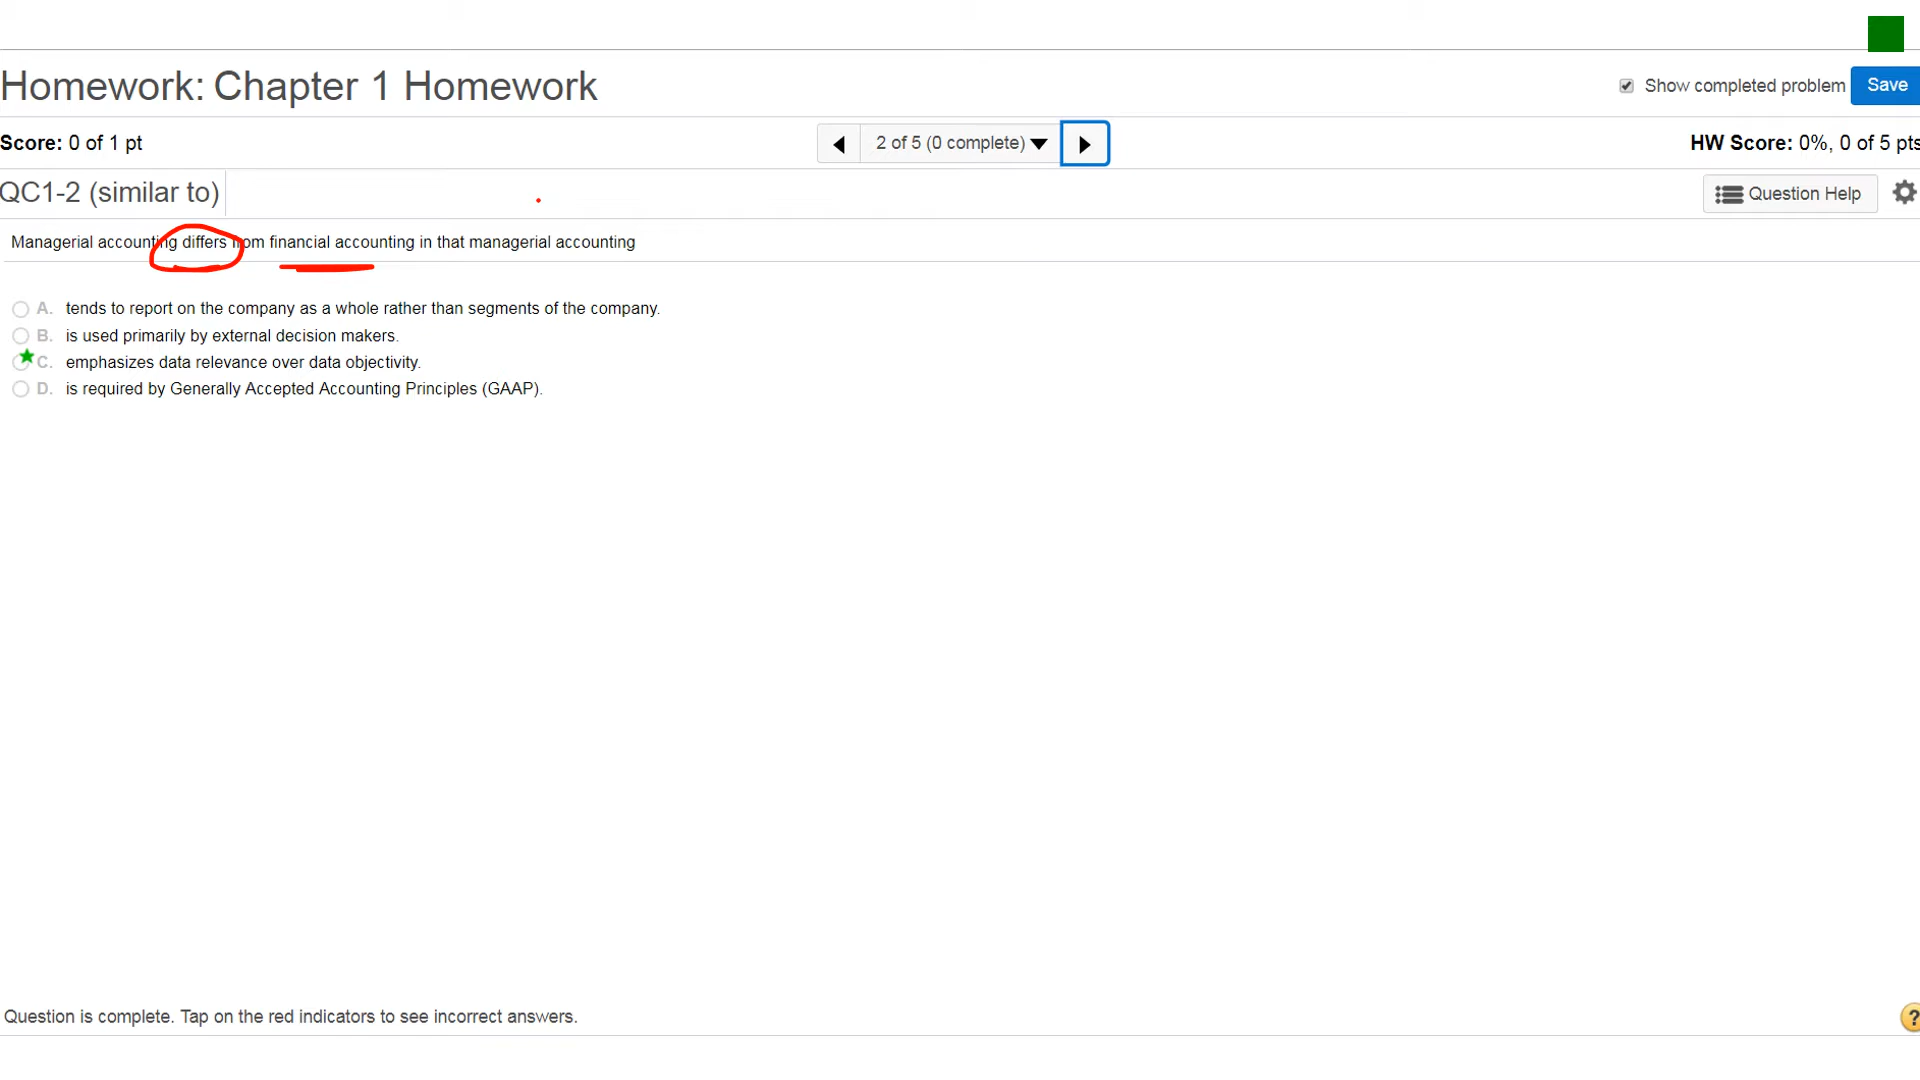 Homework: Chapter 1 Homework
Show completed problem
Save
Score: 0 of 1 pt
2 of 5 (0 complete)
HW Score: 0%, 0 of 5 pts
QC1-2 (similar to)
Question Help
Managerial accounting differs from financial accounting in that managerial accounting
A. tends to report on the company as a whole rather than segments of the company.
B. is used primarily by external decision makers.
C. emphasizes data relevance over data objectivity.
D. is required by Generally Accepted Accounting Principles (GAAP).
Question is complete. Tap on the red indicators to see incorrect answers.
?